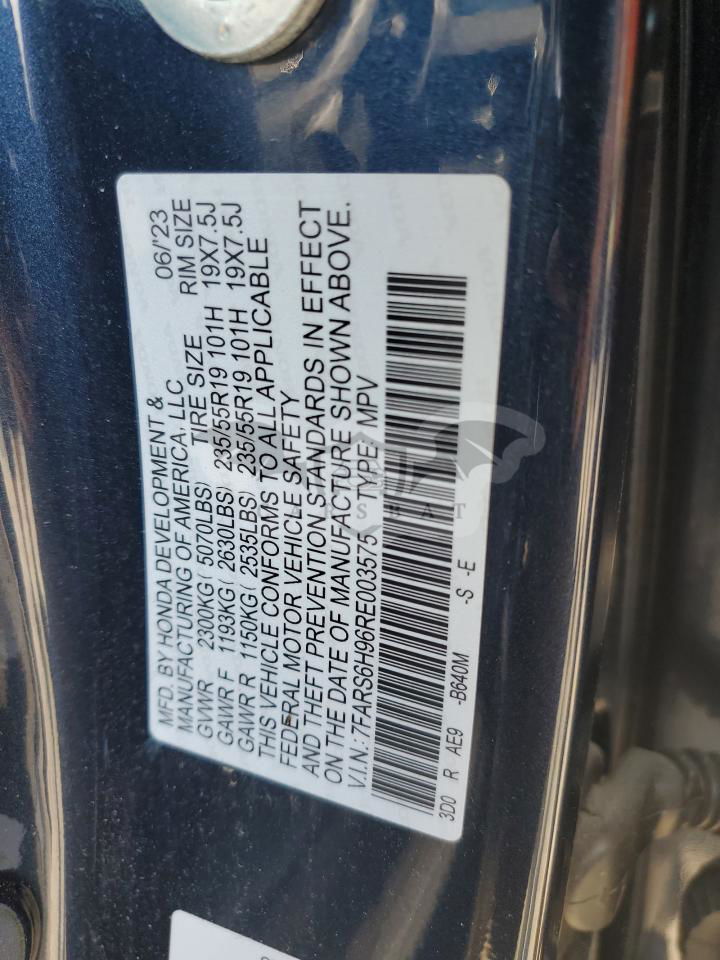 MFD. BY HONDA DEVELOPMENT & 06/'23
MANUFACTURING OF AMERICA, LLC
TIRE SIZE RIM SIZE
GVWR 2300KG( 5070LBS)
GAWR F 1193KG( 2630LBS) 235/55R19 101H 19X7.5J
GAWR R 1150KG( 2535LBS) 235/55R19 101H 19X7.5J
THIS VEHICLE CONFORMS TO ALL APPLICABLE
FEDERAL MOTOR VEHICLE SAFETY
AND THEFT PREVENTION STANDARDS IN EFFECT
ON THE DATE OF MANUFACTURE SHOWN ABOVE.
V.I.N.:7FARS6H96RE003575 TYPE: MPV
3D0 R AE9 -B640M -S -E